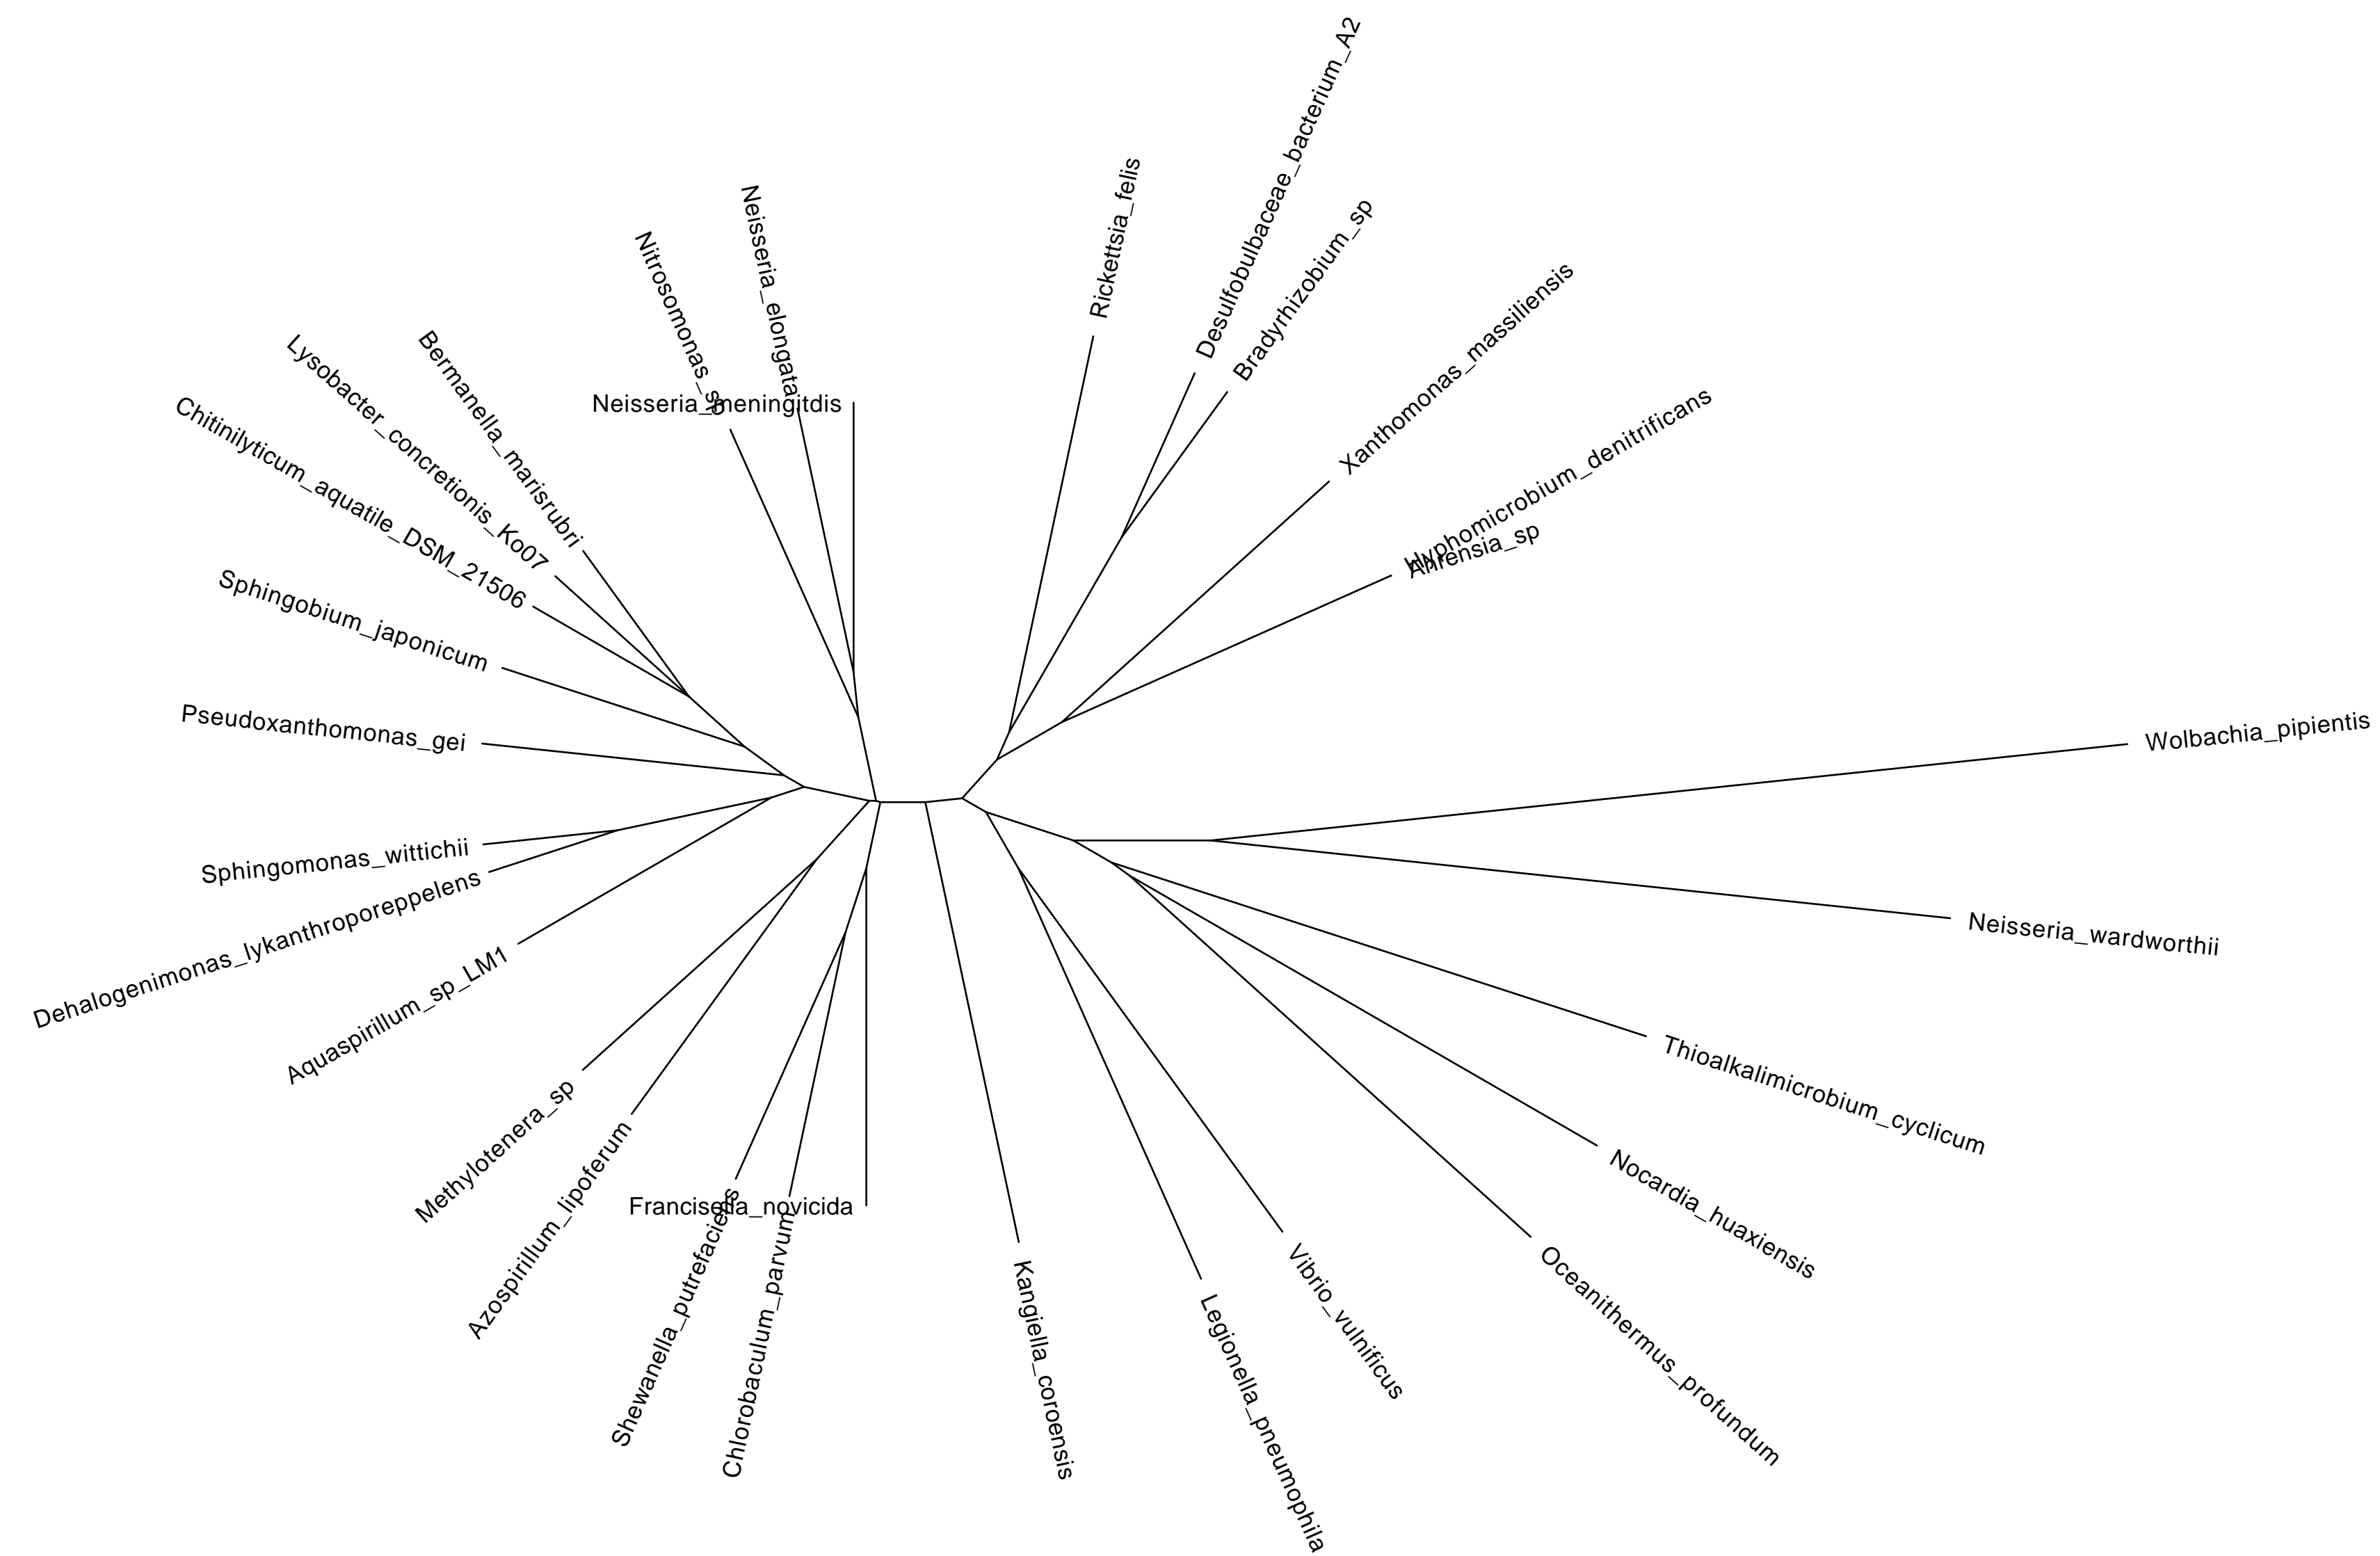 Desulfobulbaceae_bacterium_A2
Rickettsia_felis
Bradyrhizobium_sp
Neisseria_elongata
Nitrosomonas_sp
Xanthomonas_massiliensis
Bermanella_marisrubri
Lysobacter_concretionis_Ko07
Neisseria_meningitdis
Hyphomicrobium_denitrificans
Chitinilyticum_aquatile_DSM_21506
Ahrensia_sp
Sphingobium_japonicum
Pseudoxanthomonas_gei
Wolbachia_pipientis
Sphingomonas_wittichii
Neisseria_wardworthii
Dehalogenimonas_lykanthroporeppelens
Aquaspirillum_sp_LM1
Thioalkalimicrobium_cyclicum
Methylotenera_sp
Azospirillum_lipoferum
Nocardia_huaxiensis
Francisella_novicida
Shewanella_putrefaciens
Chlorobaculum_parvum
Vibrio_vulnificus
Oceanithermus_profundum
Kangiella_coroensis
Legionella_pneumophila